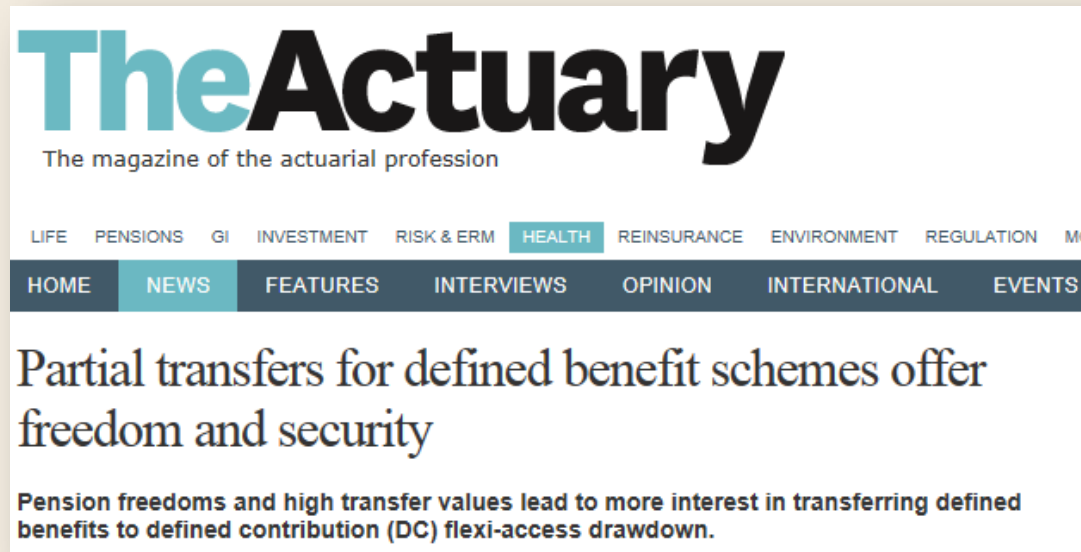 TheActuary
The magazine of the actuarial profession
LIFE PENSIONS GI INVESTMENT RISK & ERM HEALTH REINSURANCE ENVIRONMENT REGULATION
HOME NEWS FEATURES INTERVIEWS OPINION INTERNATIONAL EVENTS
Partial transfers for defined benefit schemes offer
freedom and security
Pension freedoms and high transfer values lead to more interest in transferring defined
benefits to defined contribution (DC) flexi-access drawdown.